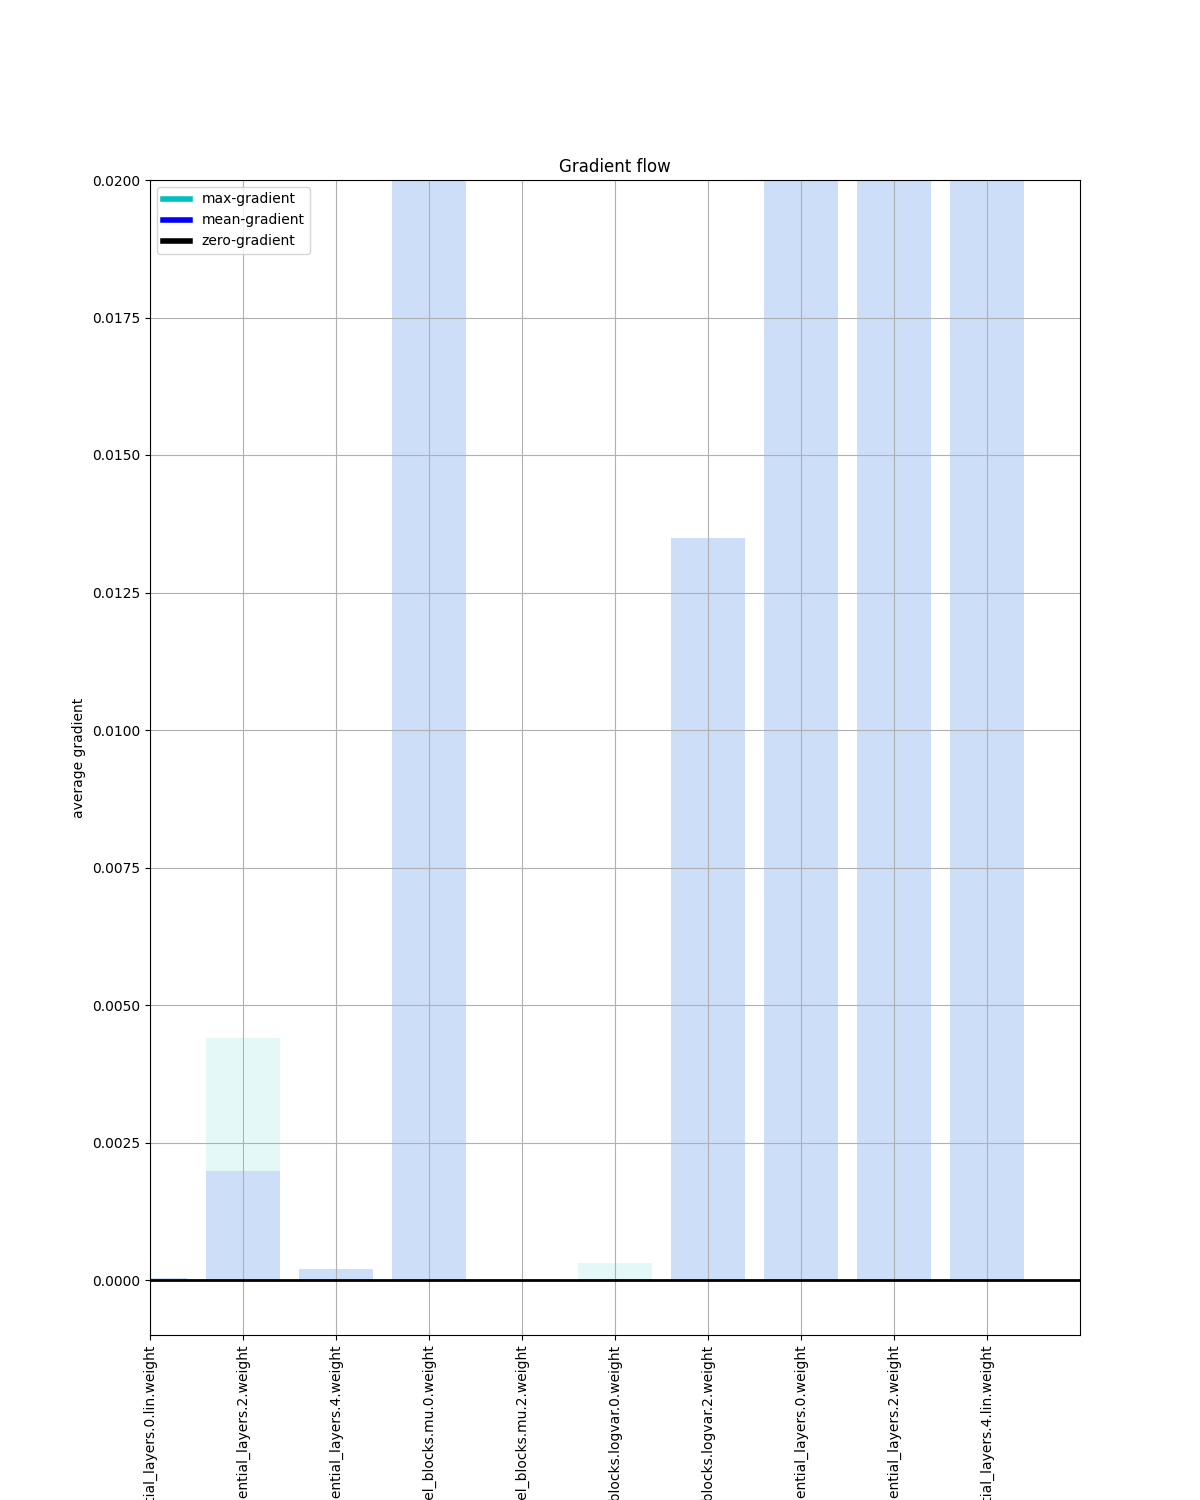 Gradient flow
max-gradient
mean-gradient
zero-gradient
0.0200
0.0175
0.0150
0.0125
0.0100
0.0075
0.0050
0.0025
0.0000
average gradient
tial_layers.0.lin.weight
ential_layers.2.weight
ential_layers.4.weight
el_blocks.mu.0.weight
el_blocks.mu.2.weight
blocks.logvar.0.weight
blocks.logvar.2.weight
ential_layers.0.weight
ential_layers.2.weight
tial_layers.4.lin.weight